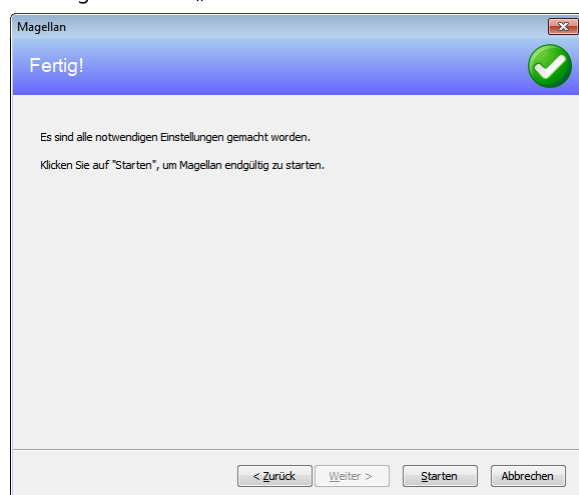 Magellan
Fertig!
Es sind alle notwendigen Einstellungen gemacht worden.
Klicken Sie auf "Starten", um Magellan endgültig zu starten.
< Zurück Weiter > Starten Abbrechen